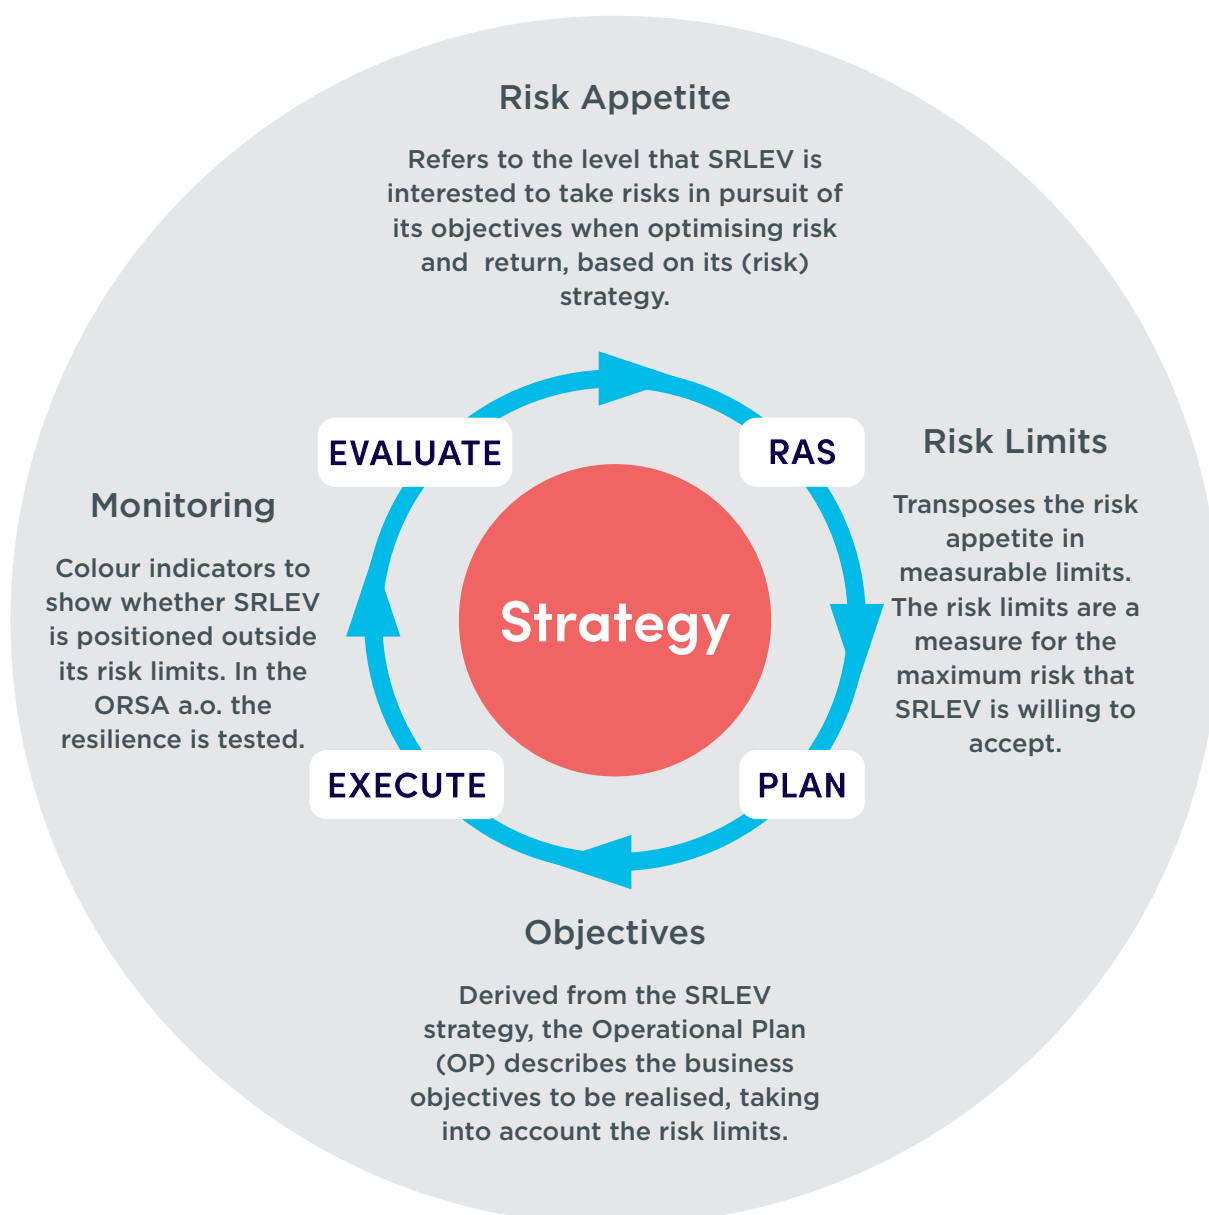 Risk Appetite
Refers to the level that SRLEV is
interested to take risks in pursuit of
its objectives when optimising risk
and return, based on its (risk)
strategy.
EVALUATE
RAS
Risk Limits
Transposes the risk
appetite in
measurable limits.
The risk limits are a
measure for the
maximum risk that
SRLEV is willing to
accept.
Monitoring
Colour indicators to
show whether SRLEV
is positioned outside
its risk limits. In the
ORSA a.o. the
resilience is tested.
Strategy
EXECUTE
PLAN
Objectives
Derived from the SRLEV
strategy, the Operational Plan
(OP) describes the business
objectives to be realised, taking
into account the risk limits.